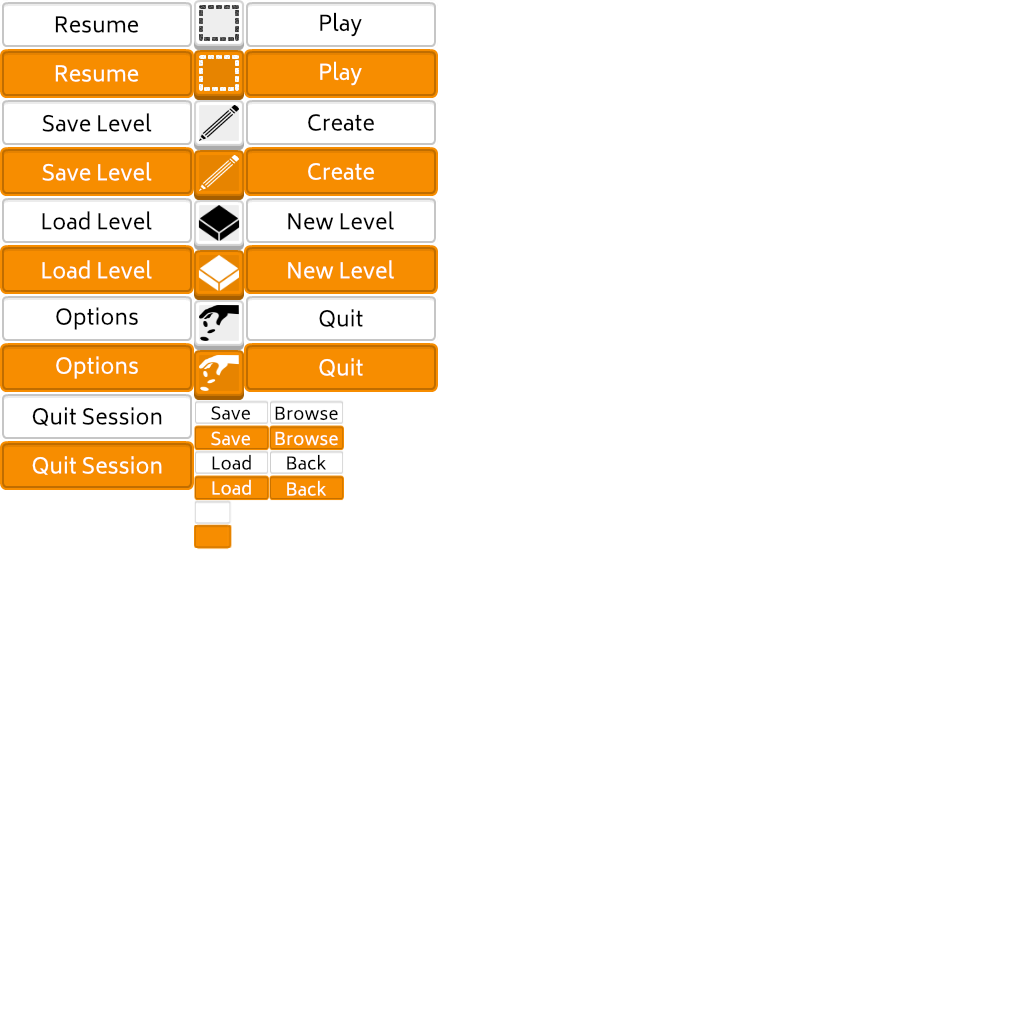 Resume
Play
Resume
Play
Save Level
Create
Save Level
Create
Load Level
New Level
Load Level
New Level
Options
Quit
Options
Quit
Quit Session
Save
Browse
Save
Browse
Quit Session
Load
Back
Load
Back